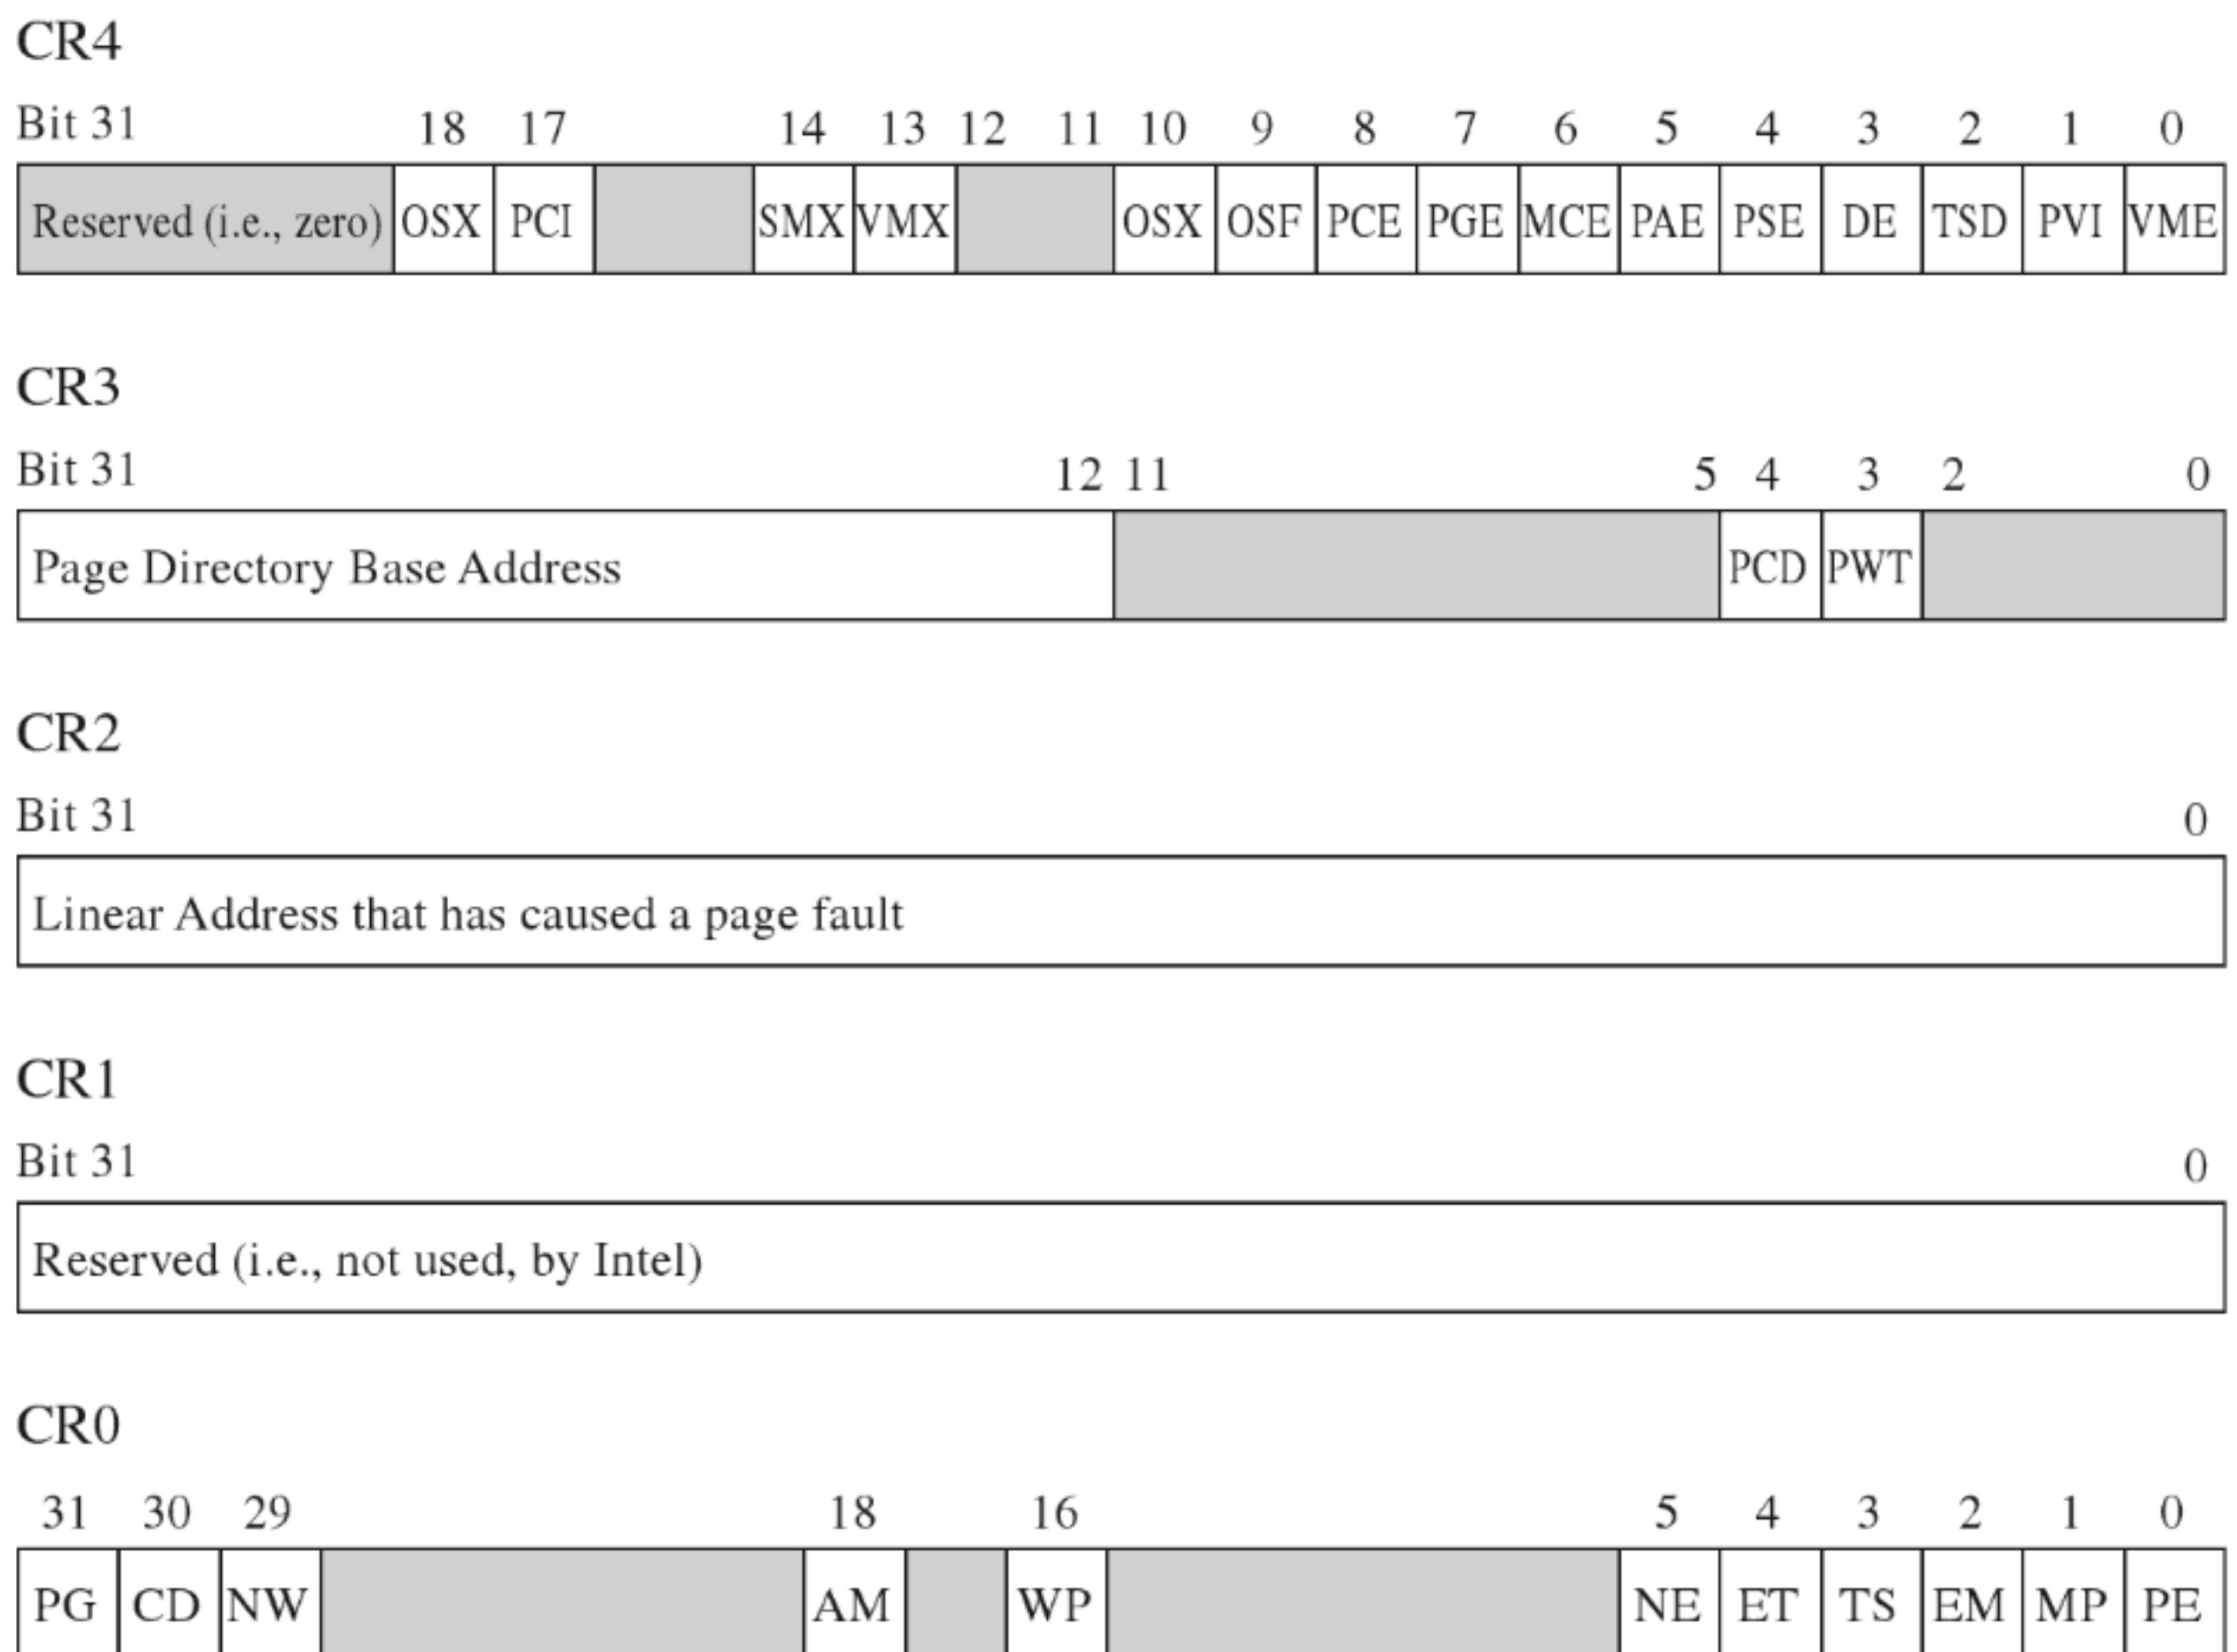 CR4
Bit 31 18 17 14 13 12 11 10 9 8 7 6 5 4 3 2 1 0
Reserved (i.e., zero) OSX PCI SMX VMX OSX OSF PCE PGE MCE PAE PSE DE TSD PVI VME
CR3
Bit 31 12 11 5 4 3 2 0
Page Directory Base Address PCD PWT
CR2
Bit 31 0
Linear Address that has caused a page fault
CR1
Bit 31 0
Reserved (i.e., not used, by Intel)
CR0
31 30 29 18 16 5 4 3 2 1 0
PG CD NW AM WP NE ET TS EM MP PE